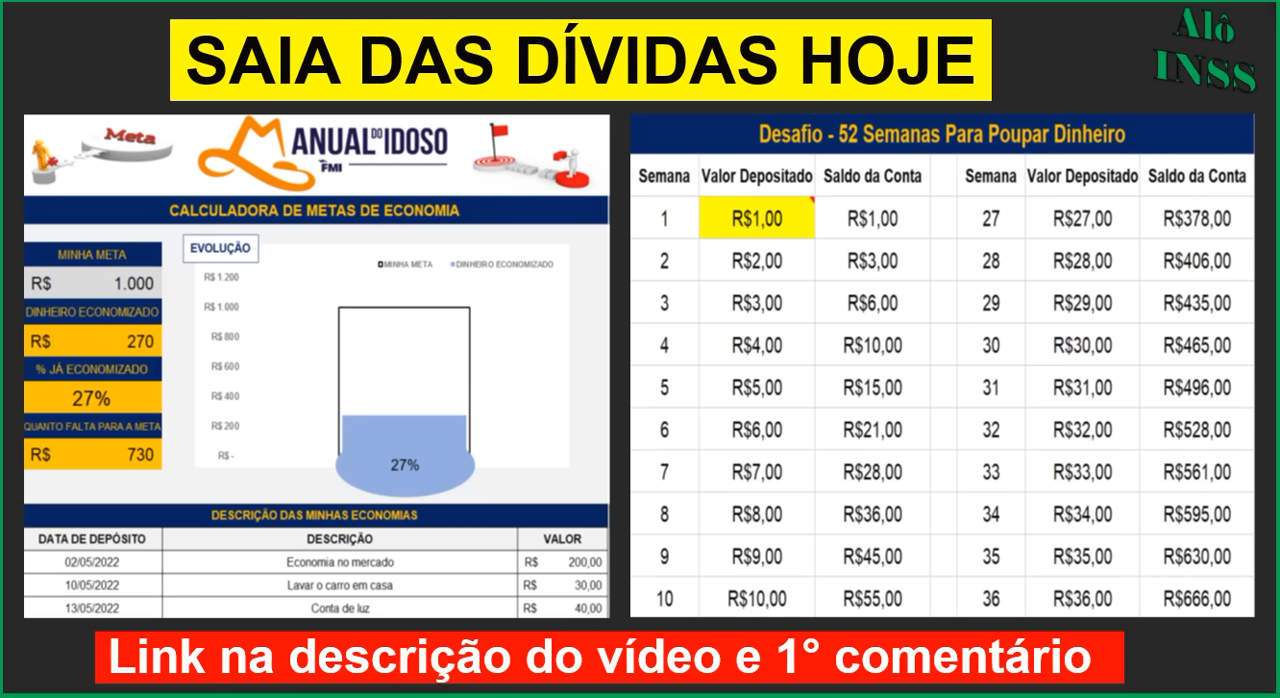 SAIA DAS DÍVIDAS HOJE
Alô
INSS
Meta
MANUAL DO IDOSO
FMI
CALCULADORA DE METAS DE ECONOMIA
MINHA META
R$ 1.000
DINHEIRO ECONOMIZADO
R$ 270
% JÁ ECONOMIZADO
27%
QUANTO FALTA PARA A META
R$ 730
EVOLUÇÃO
MINHA META DINHEIRO ECONOMIZADO
R$ 1.200
R$ 1.000
R$ 800
R$ 600
R$ 400
R$ 200
R$ -
27%
DESCRIÇÃO DAS MINHAS ECONOMIAS
DATA DE DEPÓSITO DESCRIÇÃO VALOR
02/05/2022 Economia no mercado R$ 200,00
10/05/2022 Lavar o carro em casa R$ 30,00
13/05/2022 Conta de luz R$ 40,00
Desafio - 52 Semanas Para Poupar Dinheiro
Semana Valor Depositado Saldo da Conta Semana Valor Depositado Saldo da Conta
1 R$1,00 R$1,00 27 R$27,00 R$378,00
2 R$2,00 R$3,00 28 R$28,00 R$406,00
3 R$3,00 R$6,00 29 R$29,00 R$435,00
4 R$4,00 R$10,00 30 R$30,00 R$465,00
5 R$5,00 R$15,00 31 R$31,00 R$496,00
6 R$6,00 R$21,00 32 R$32,00 R$528,00
7 R$7,00 R$28,00 33 R$33,00 R$561,00
8 R$8,00 R$36,00 34 R$34,00 R$595,00
9 R$9,00 R$45,00 35 R$35,00 R$630,00
10 R$10,00 R$55,00 36 R$36,00 R$666,00
Link na descrição do vídeo e 1° comentário